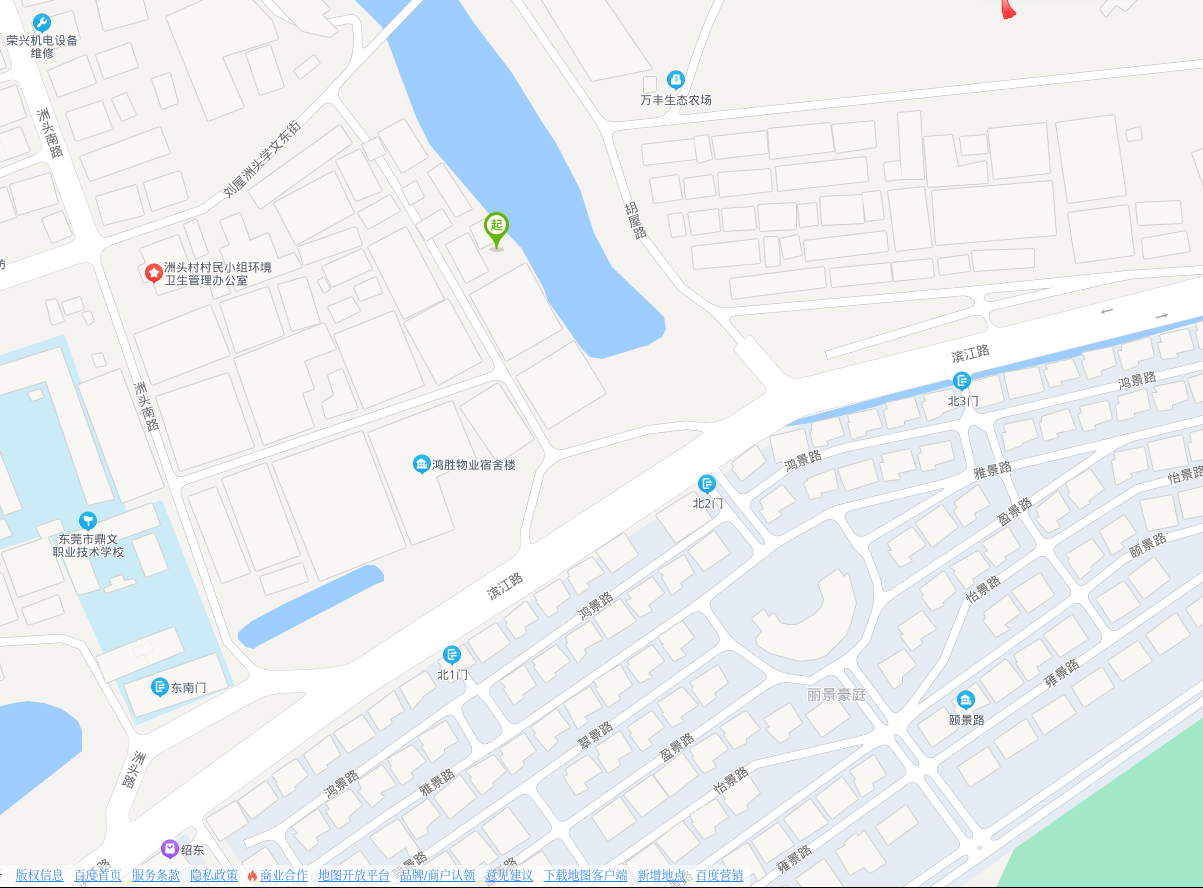 荣兴机电设备
维修
洲头南路
万丰生态农场
刘屋洲头学文东街
胡屋路
起
洲头村村民小组环境
卫生管理办公室
滨江路
鸿景路
北3门
洲头南路
鸿胜物业宿舍楼
鸿景路
雅景路
怡景路
北2门
盈景路
东莞市鼎文
职业技术学校
颐景路
滨江路
鸿景路
怡景路
北1门
雍景路
东南门
丽景豪庭
颐景路
翠景路
盈景路
洲头路
鸿景路
雅景路
怡景路
绍东
雍景路
翠景路
版权信息 百度首页 服务条款 隐私政策 商业合作 地图开放平台 品牌/商户认领 意见建议 下载地图客户端 新增地点 百度营销